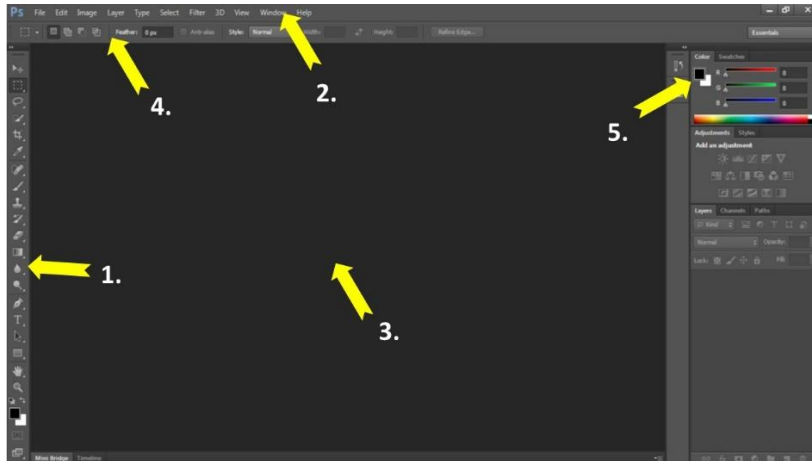 Ps File Edit Image Layer Type Select Filter 3D View Window Help
Feather: 0 px Anti-alias Style: Normal Width: Height: Refine Edge... Essentials
4.
2.
5.
Color Swatches
R 0
G 0
B 0
Adjustments Styles
Add an adjustment
Layers Channels Paths
Kind
Normal Opacity:
Lock: Fill:
1.
3.
Mini Bridge Timeline